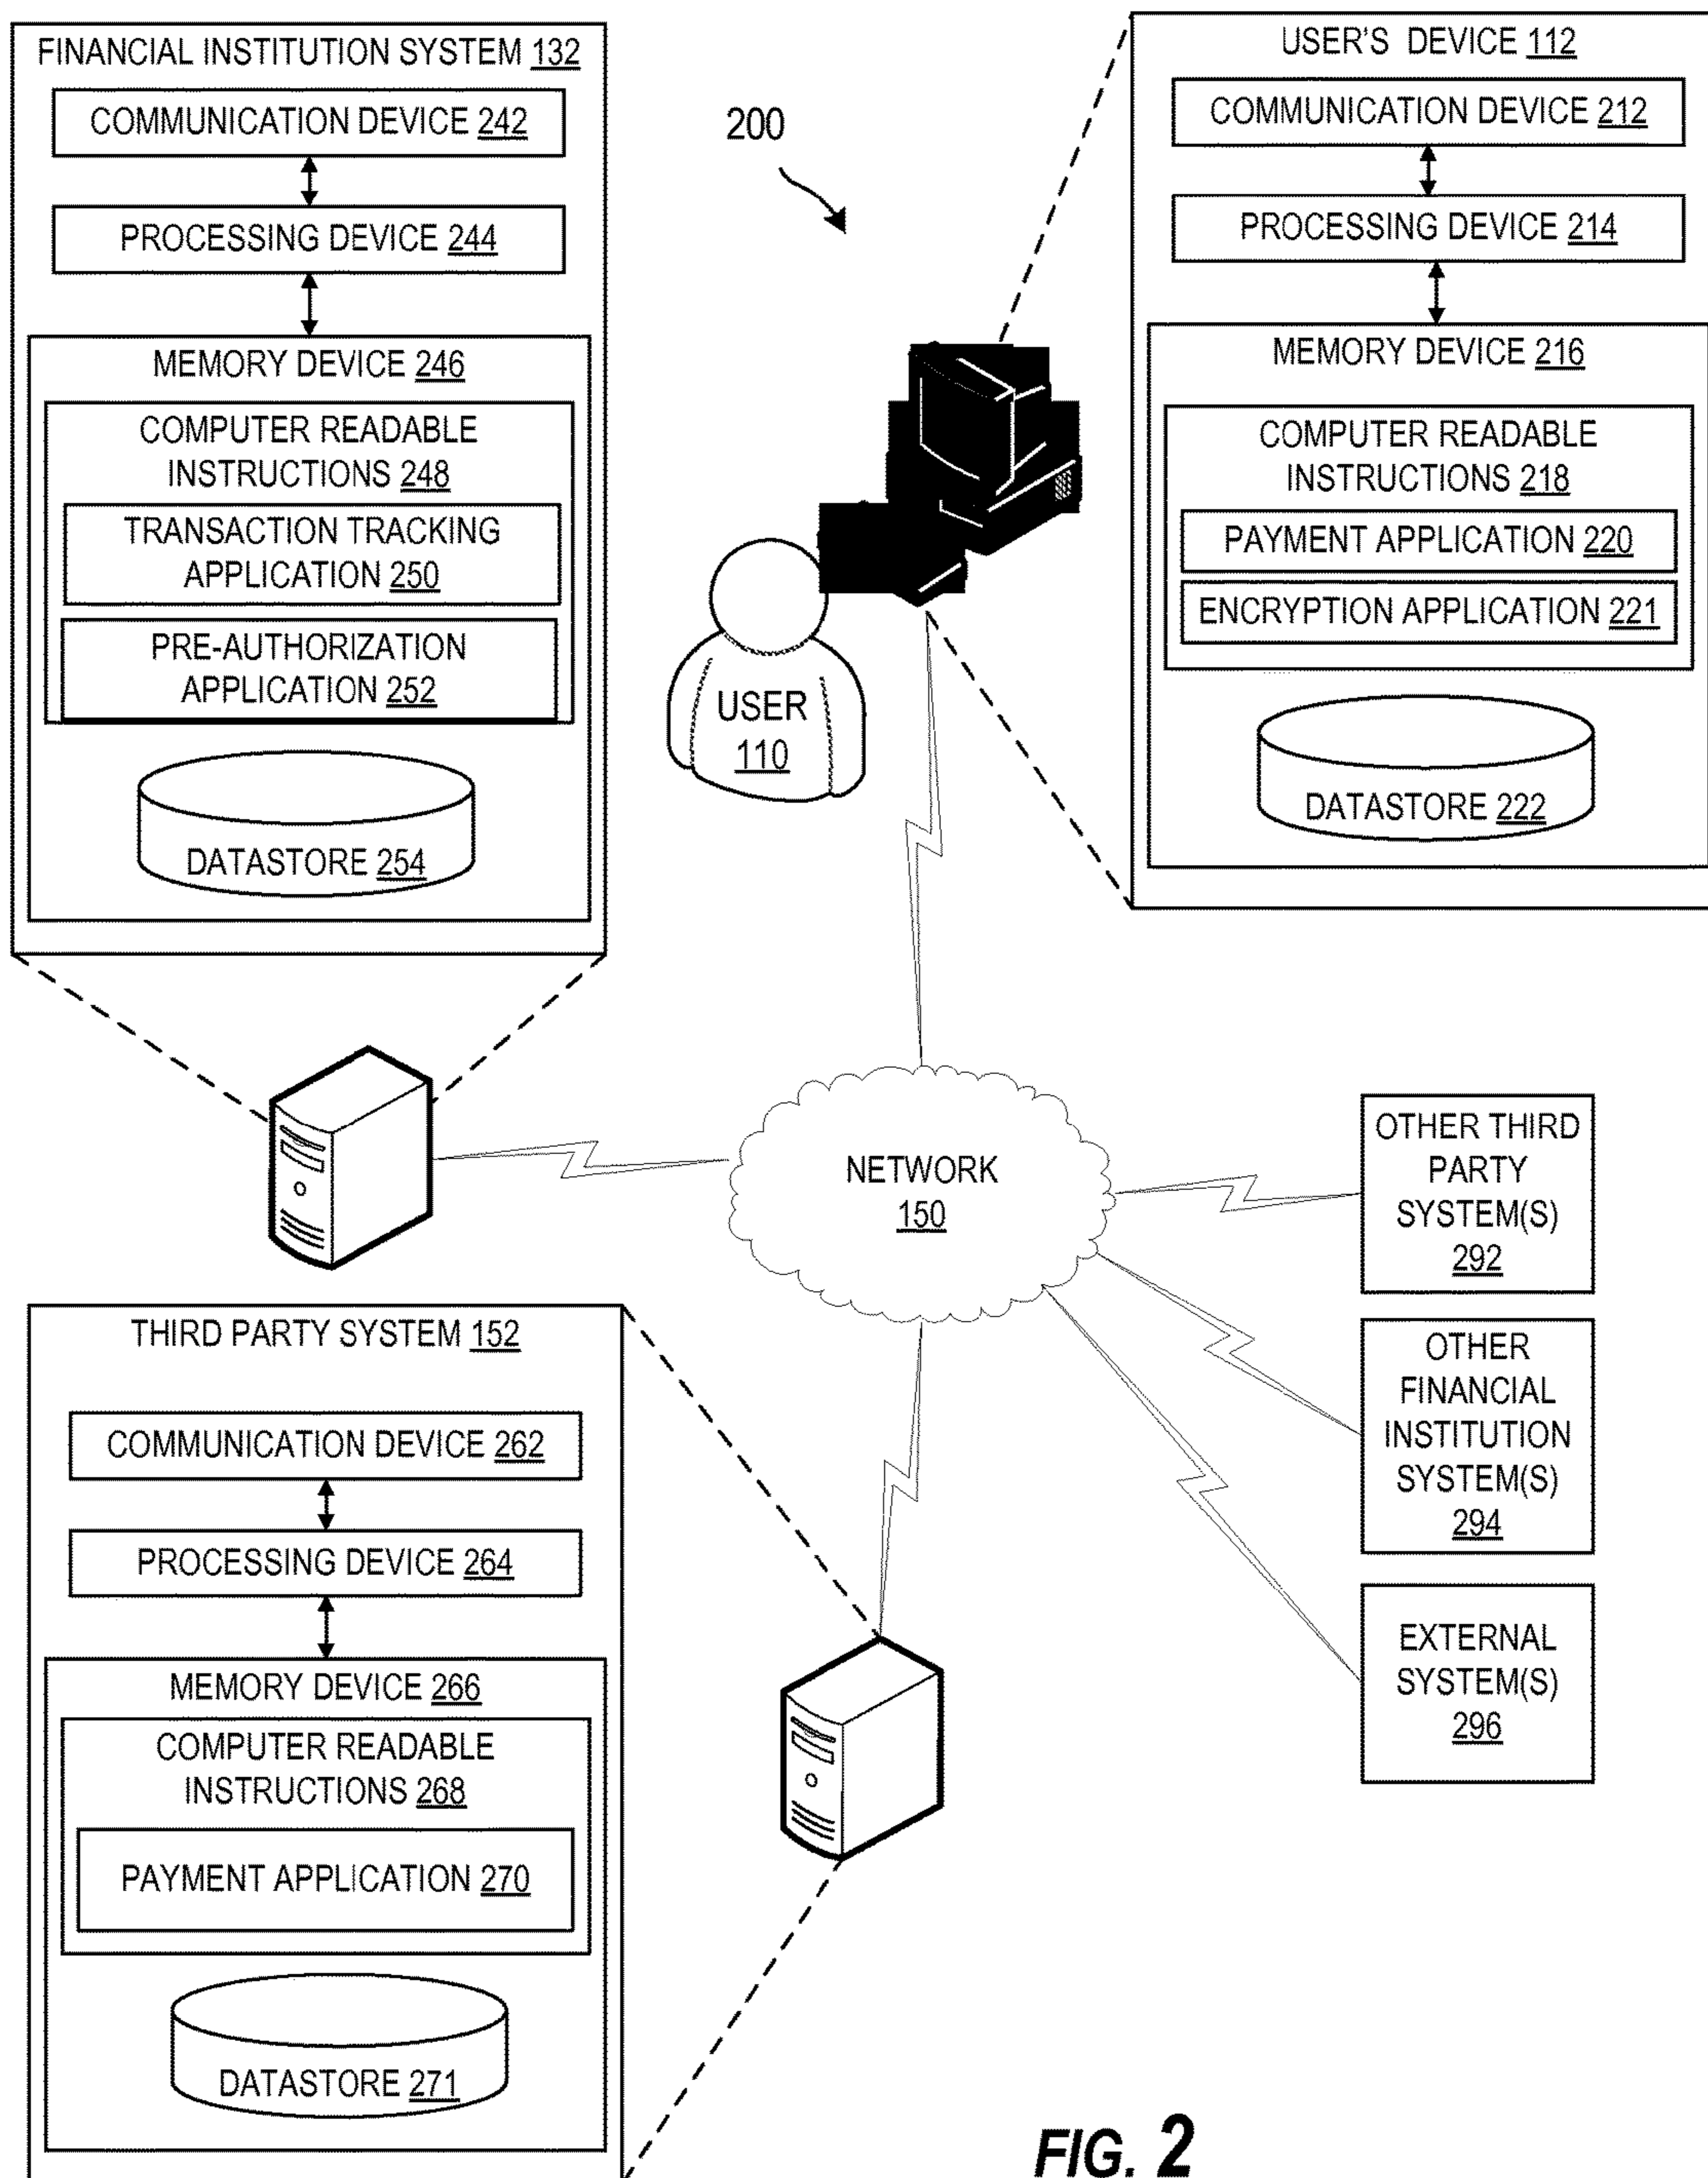 FINANCIAL INSTITUTION SYSTEM 132
COMMUNICATION DEVICE 242
PROCESSING DEVICE 244
MEMORY DEVICE 246
COMPUTER READABLE
INSTRUCTIONS 248
TRANSACTION TRACKING
APPLICATION 250
PRE-AUTHORIZATION
APPLICATION 252
DATASTORE 254
200
USER
110
USER'S DEVICE 112
COMMUNICATION DEVICE 212
PROCESSING DEVICE 214
MEMORY DEVICE 216
COMPUTER READABLE
INSTRUCTIONS 218
PAYMENT APPLICATION 220
ENCRYPTION APPLICATION 221
DATASTORE 222
NETWORK
150
OTHER THIRD
PARTY
SYSTEM(S)
292
OTHER
FINANCIAL
INSTITUTION
SYSTEM(S)
294
EXTERNAL
SYSTEM(S)
296
THIRD PARTY SYSTEM 152
COMMUNICATION DEVICE 262
PROCESSING DEVICE 264
MEMORY DEVICE 266
COMPUTER READABLE
INSTRUCTIONS 268
PAYMENT APPLICATION 270
DATASTORE 271
FIG. 2